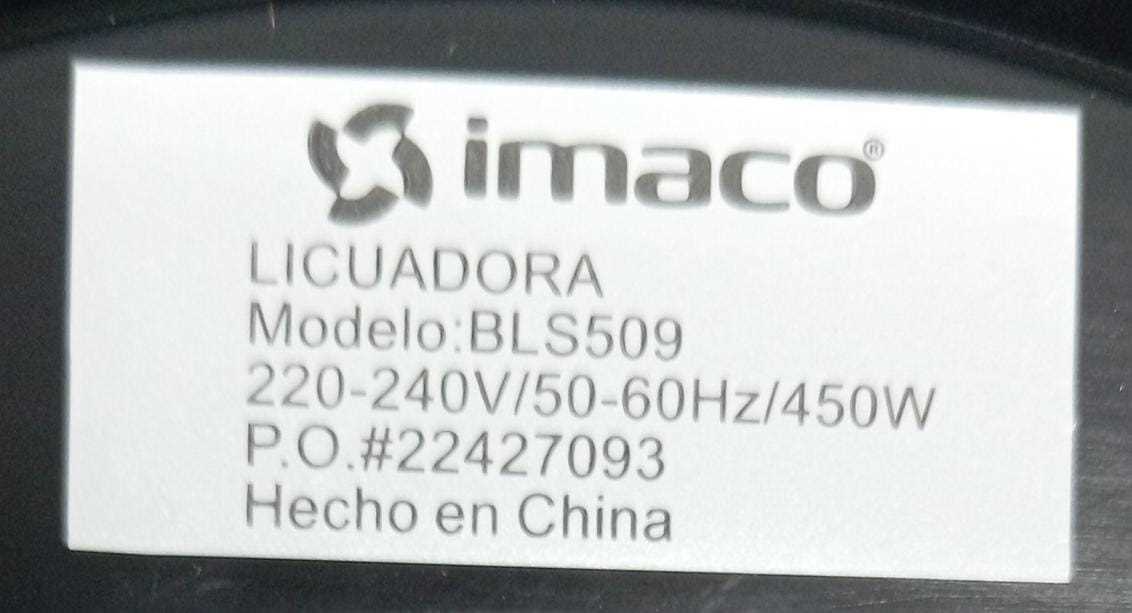 imaco®
LICUADORA
Modelo:BLS509
220-240V/50-60Hz/450W
P.O.#22427093
Hecho en China